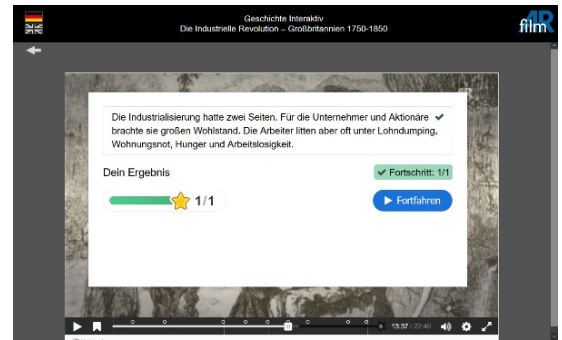 Geschichte Interaktiv
Die Industrielle Revolution – Großbritannien 1750-1850
AR
film
Die Industrialisierung hatte zwei Seiten. Für die Unternehmer und Aktionäre
brachte sie großen Wohlstand. Die Arbeiter litten aber oft unter Lohndumping,
Wohnungsnot, Hunger und Arbeitslosigkeit.
Dein Ergebnis
Fortschritt: 1/1
1/1
Fortfahren
13:37 / 22:40